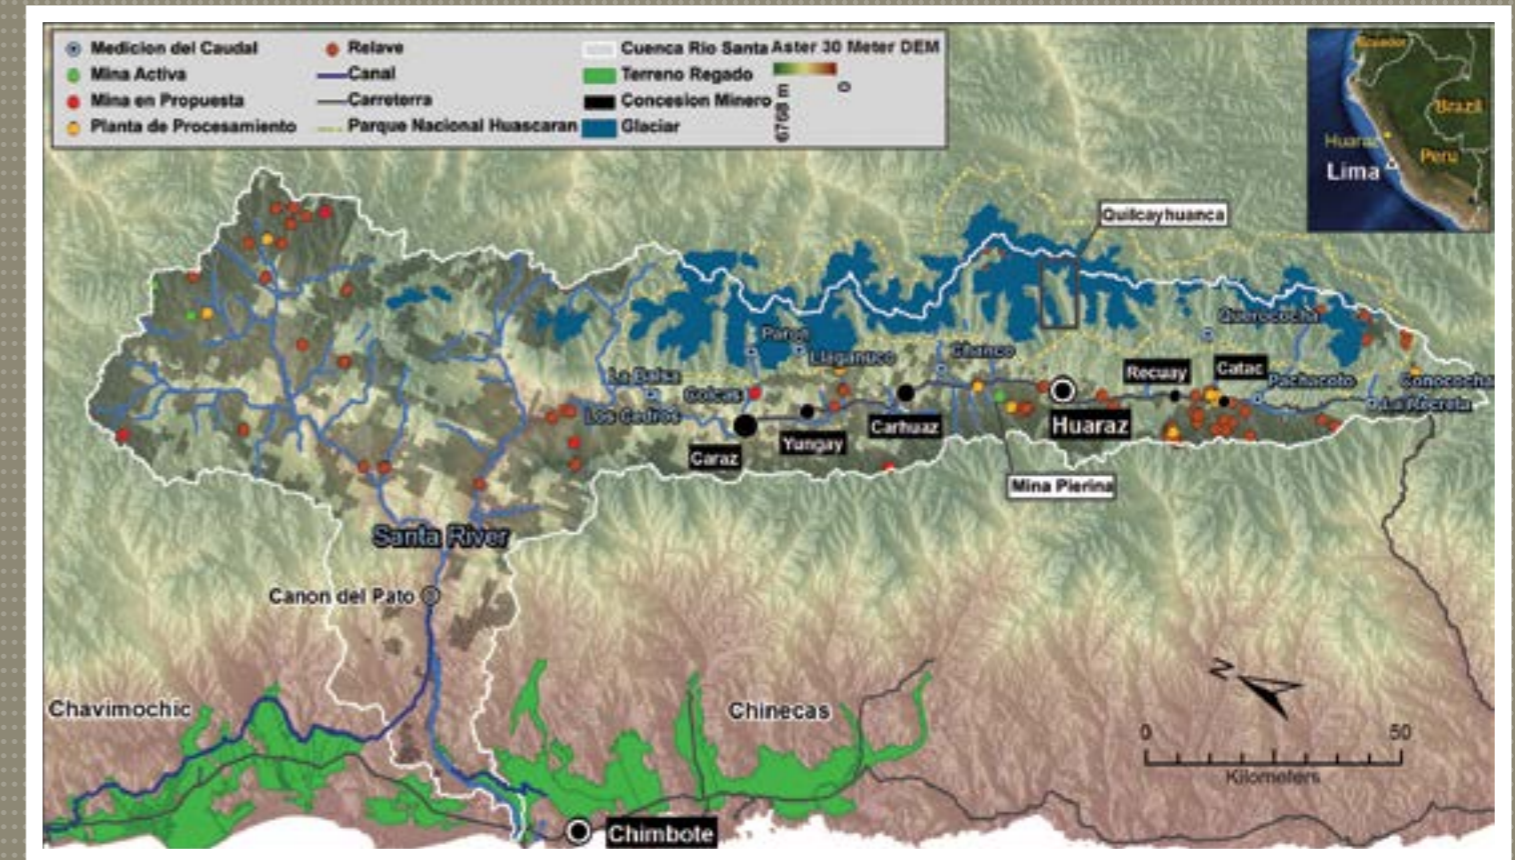 Medicion del Caudal
Mina Activa
Mina en Propuesta
Planta de Procesamiento
Relave
Canal
Carreterra
Parque Nacional Huascaran
Cuenca Rio Santa
Terreno Regado
Concesion Minero
Glaciar
Aster 30 Meter DEM
6768 m
0
Ecuador
Brazil
Huaraz
Peru
Lima
Quilcayhuanca
Querococha
Paron
Llaganuco
Chanco
La Balsa
Colcas
Los Cedros
Recuay
Catac
Pachacoto
Conococha
La Recreta
Caraz
Yungay
Carhuaz
Huaraz
Mina Pierina
Santa River
Canon del Pato
Chavimochic
Chinecas
N
0
50
Kilometers
Chimbote